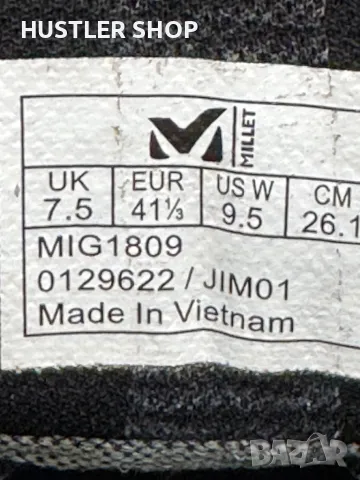 HUSTLER SHOP
MILLET
UK EUR US W CM
7.5 41⅓ 9.5 26.1
MIG1809
0129622 / JIM01
Made In Vietnam
BAZAR